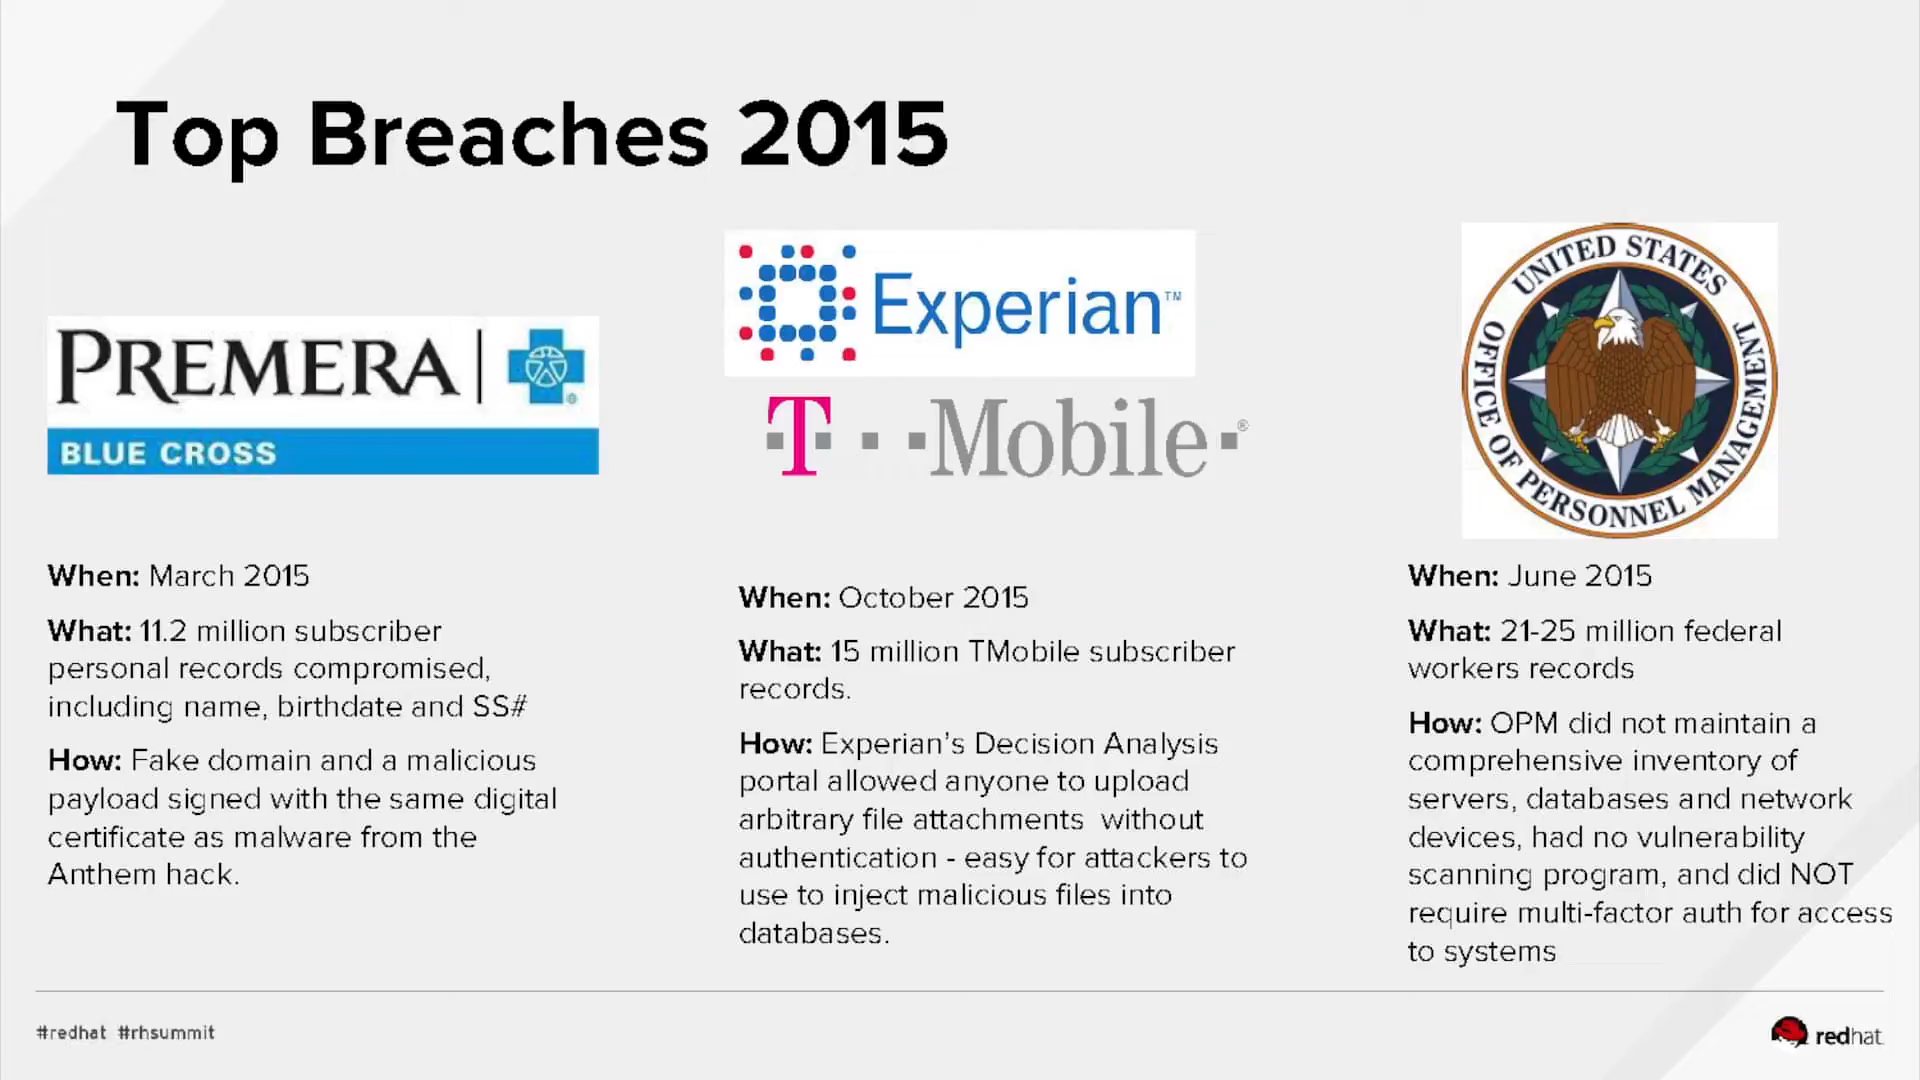 Top Breaches 2015
PREMERA
BLUE CROSS
®
When: March 2015
What: 11.2 million subscriber
personal records compromised,
including name, birthdate and SS#
How: Fake domain and a malicious
payload signed with the same digital
certificate as malware from the
Anthem hack.
Experian™
T Mobile®
When: October 2015
What: 15 million TMobile subscriber
records.
How: Experian's Decision Analysis
portal allowed anyone to upload
arbitrary file attachments without
authentication - easy for attackers to
use to inject malicious files into
databases.
UNITED STATES
OFFICE OF PERSONNEL MANAGEMENT
When: June 2015
What: 21-25 million federal
workers records
How: OPM did not maintain a
comprehensive inventory of
servers, databases and network
devices, had no vulnerability
scanning program, and did NOT
require multi-factor auth for access
to systems
#redhat #rhsummit
redhat